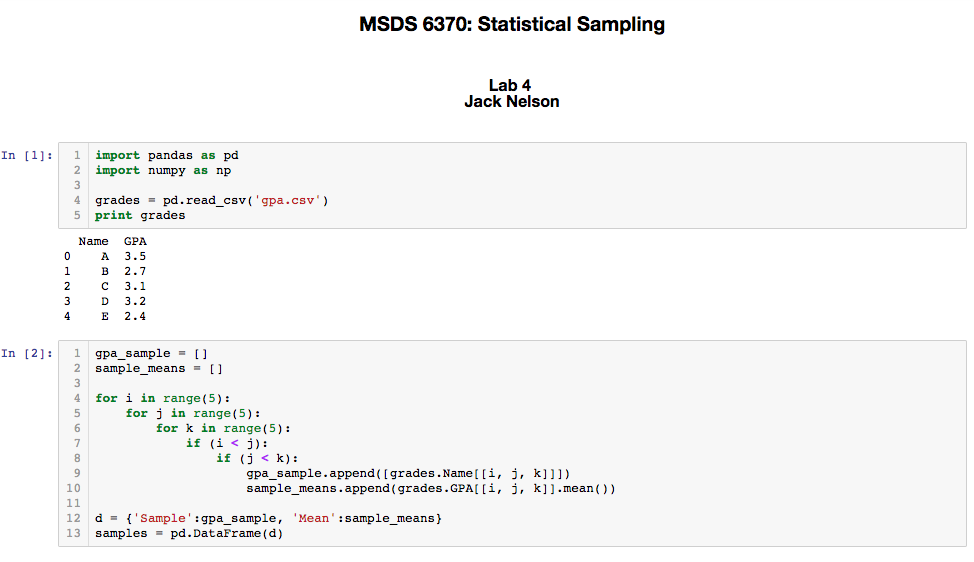 MSDS 6370: Statistical Sampling
Lab 4
Jack Nelson
In [1]:
1 import pandas as pd
2 import numpy as np
3
4 grades = pd.read_csv('gpa.csv')
5 print grades
Name GPA
0 A 3.5
1 B 2.7
2 C 3.1
3 D 3.2
4 E 2.4
In [2]:
1 gpa_sample = []
2 sample_means = []
3
4 for i in range(5):
5     for j in range(5):
6         for k in range(5):
7             if (i < j):
8                 if (j < k):
9                     gpa_sample.append([grades.Name[[i, j, k]]])
10                     sample_means.append(grades.GPA[[i, j, k]].mean())
11
12 d = {'Sample':gpa_sample, 'Mean':sample_means}
13 samples = pd.DataFrame(d)